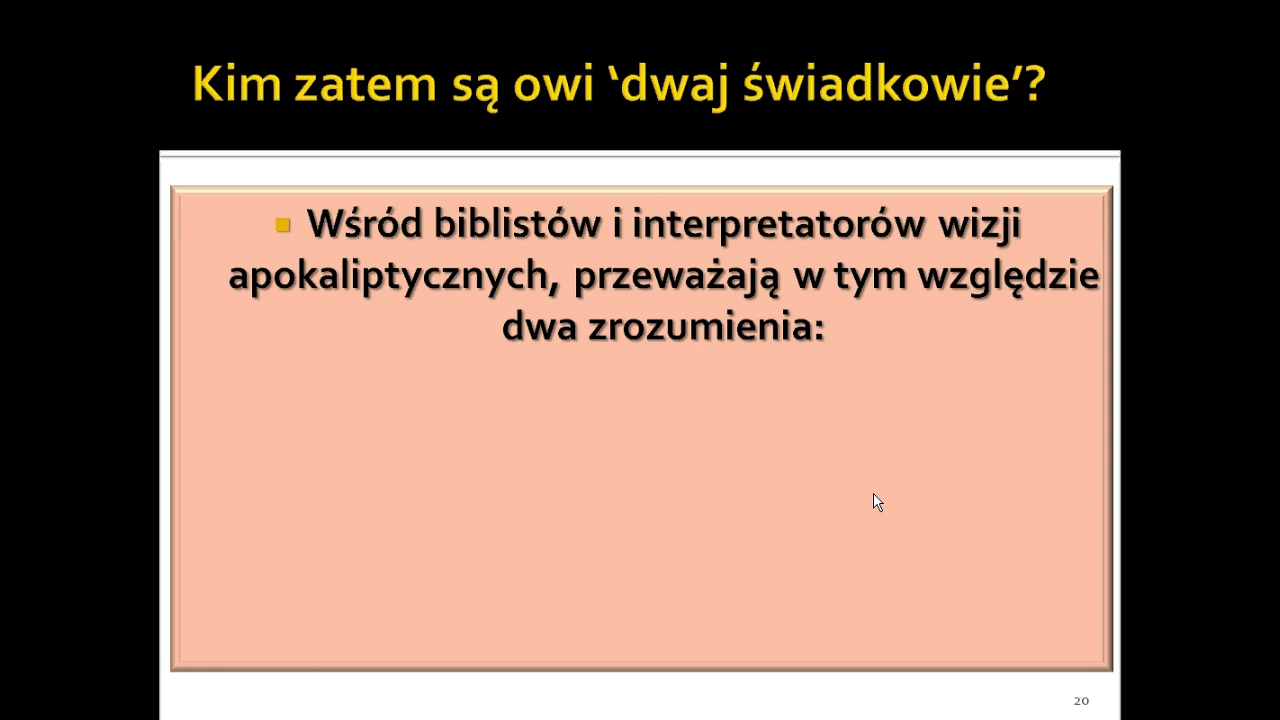 Kim zatem są owi ‘dwaj świadkowie’?
Wśród biblistów i interpretatorów wizji
apokaliptycznych, przeważają w tym względzie
dwa zrozumienia:
20